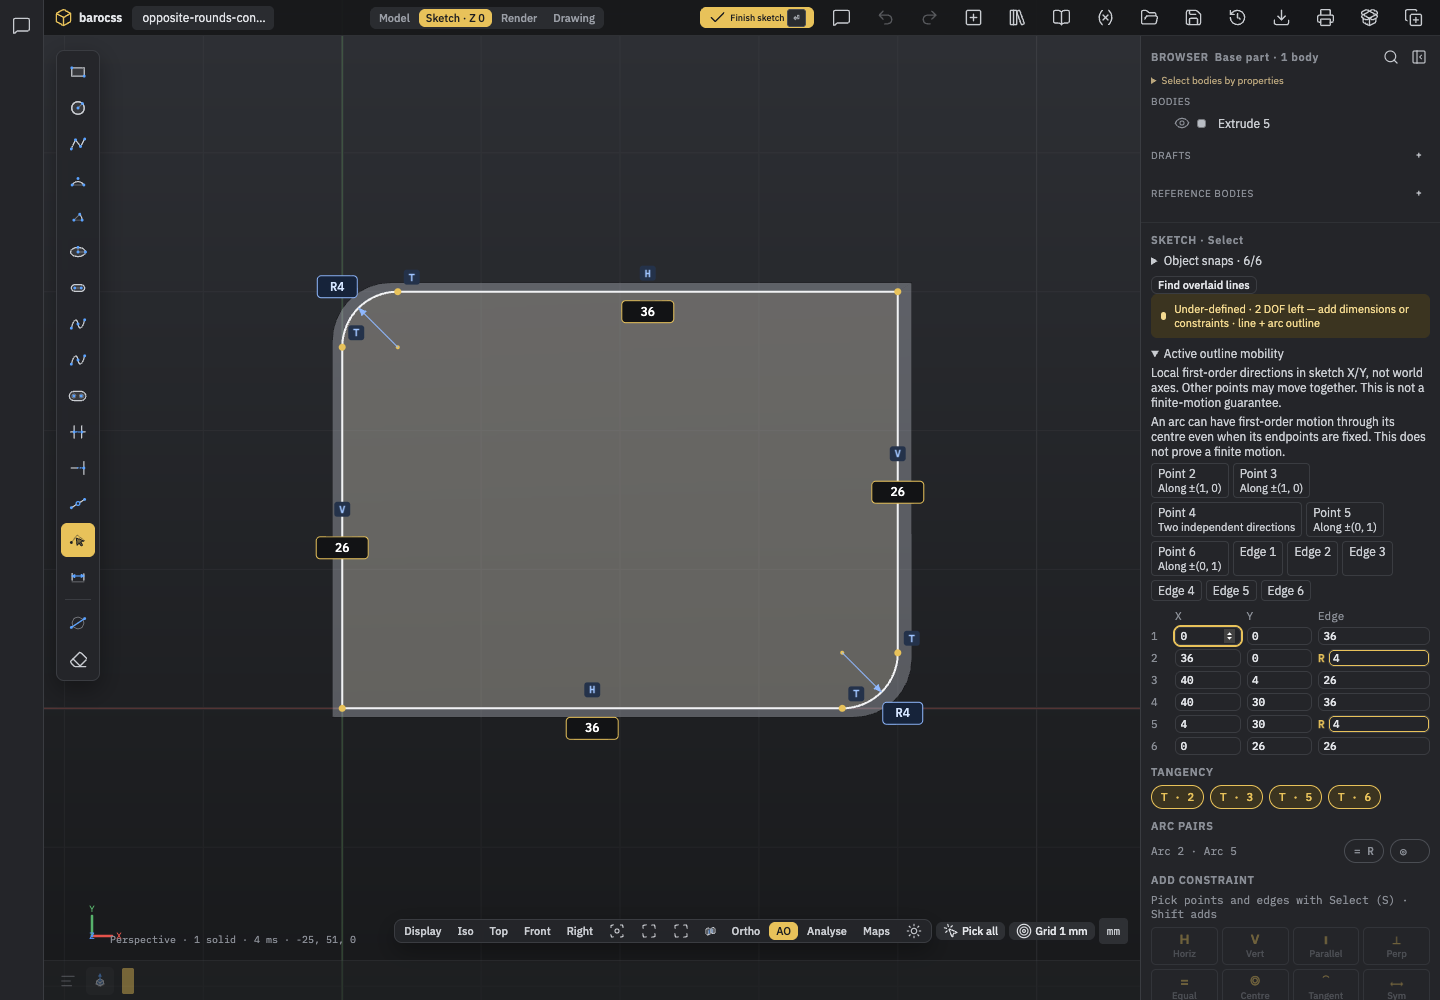 barocss
opposite-rounds-con...
Model
Sketch · Z 0
Render
Drawing
Finish sketch
BROWSER Base part · 1 body
Select bodies by properties
BODIES
Extrude 5
DRAFTS
+
REFERENCE BODIES
+
SKETCH · Select
Object snaps · 6/6
Find overlaid lines
Under-defined · 2 DOF left — add dimensions or
constraints · line + arc outline
Active outline mobility
Local first-order directions in sketch X/Y, not world
axes. Other points may move together. This is not a
finite-motion guarantee.
An arc can have first-order motion through its
centre even when its endpoints are fixed. This does
not prove a finite motion.
Point 2
Along ±(1, 0)
Point 3
Along ±(1, 0)
Point 4
Two independent directions
Point 5
Along ±(0, 1)
Point 6
Along ±(0, 1)
Edge 1
Edge 2
Edge 3
Edge 4
Edge 5
Edge 6
X Y Edge
1 0 0 36
2 36 0 R 4
3 40 4 26
4 40 30 36
5 4 30 R 4
6 0 26 26
TANGENCY
T · 2
T · 3
T · 5
T · 6
ARC PAIRS
Arc 2 · Arc 5
= R
◎
ADD CONSTRAINT
Pick points and edges with Select (S) ·
Shift adds
H
Horiz
V
Vert
Parallel
Perp
Equal
Centre
Tangent
Sym
R4
T
H
36
T
V
26
V
26
T
H
T
R4
36
Y
X
Z
Perspective · 1 solid · 4 ms · -25, 51, 0
Display
Iso
Top
Front
Right
Ortho
AO
Analyse
Maps
Pick all
Grid 1 mm
mm